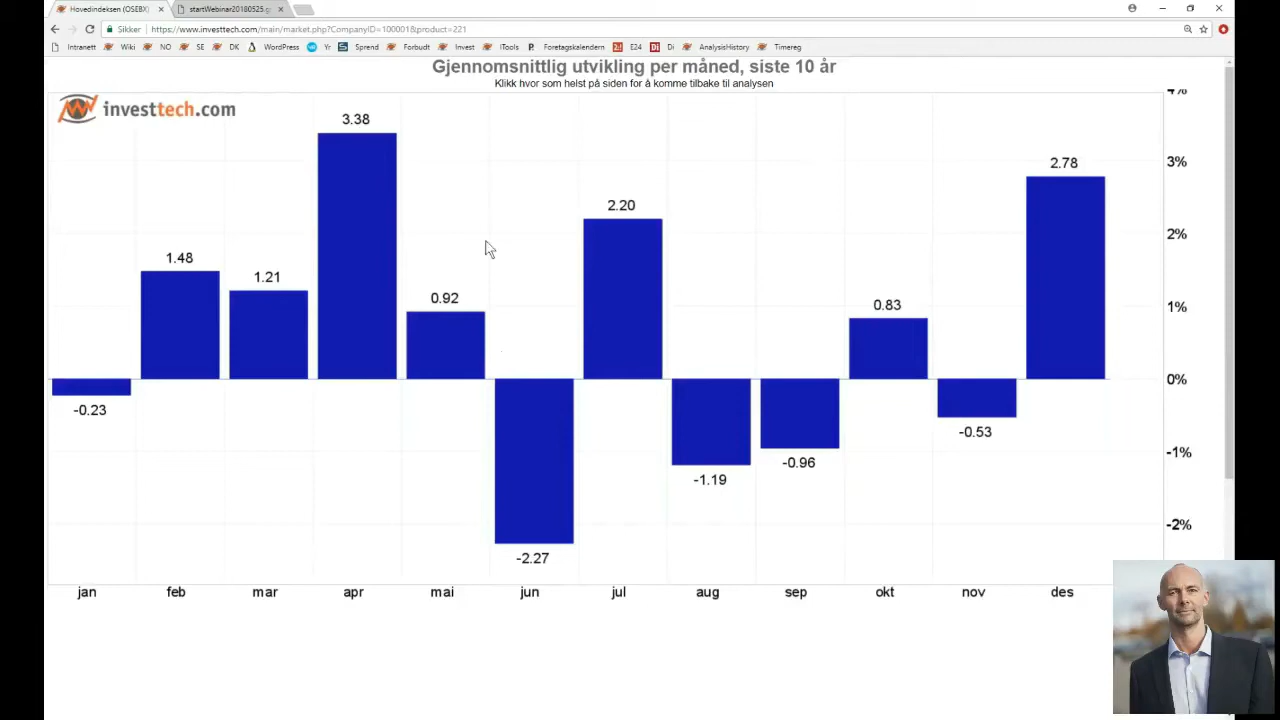 Hovedindeksen (OSEBX)
startWebinar20180525.p
Sikker
https://www.investtech.com/main/market.php?CompanyID=100001&product=221
Intranett Wiki NO SE DK WordPress Yr Sprend Forbudt Invest iTools Foretagskalendern E24 Di AnalysisHistory Timereg
Gjennomsnittlig utvikling per måned, siste 10 år
Klikk hvor som helst på siden for å komme tilbake til analysen
investtech.com
4%
3%
2%
1%
0%
-1%
-2%
-0.23
1.48
1.21
3.38
0.92
-2.27
2.20
-1.19
-0.96
0.83
-0.53
2.78
jan feb mar apr mai jun jul aug sep okt nov des